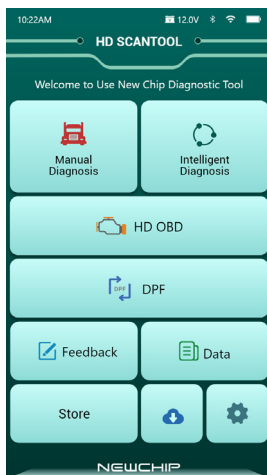 10:22AM
12.0V
HD SCANTOOL
Welcome to Use New Chip Diagnostic Tool
Manual
Diagnosis
Intelligent
Diagnosis
HD OBD
DPF
DPF
Feedback
Data
Store
NEWCHIP